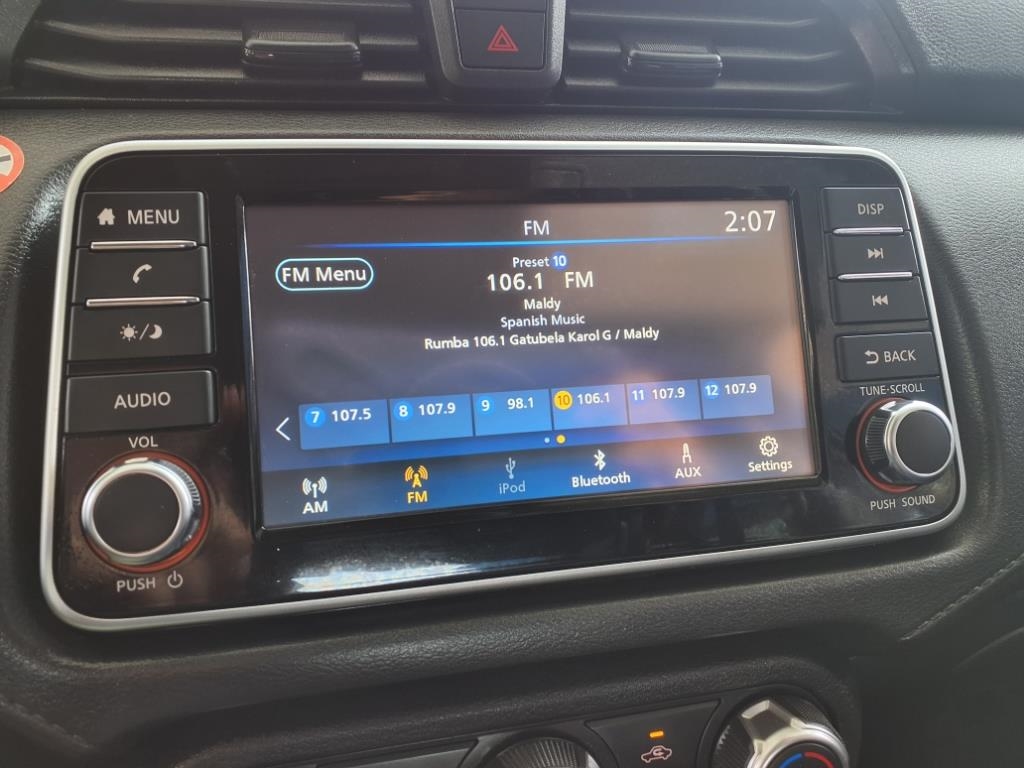 MENU
AUDIO
VOL
PUSH
FM
2:07
FM Menu
Preset 10
106.1 FM
Maldy
Spanish Music
Rumba 106.1 Gatubela Karol G / Maldy
7 107.5
8 107.9
9 98.1
10 106.1
11 107.9
12 107.9
AM
FM
iPod
Bluetooth
AUX
Settings
DISP
BACK
TUNE·SCROLL
PUSH SOUND